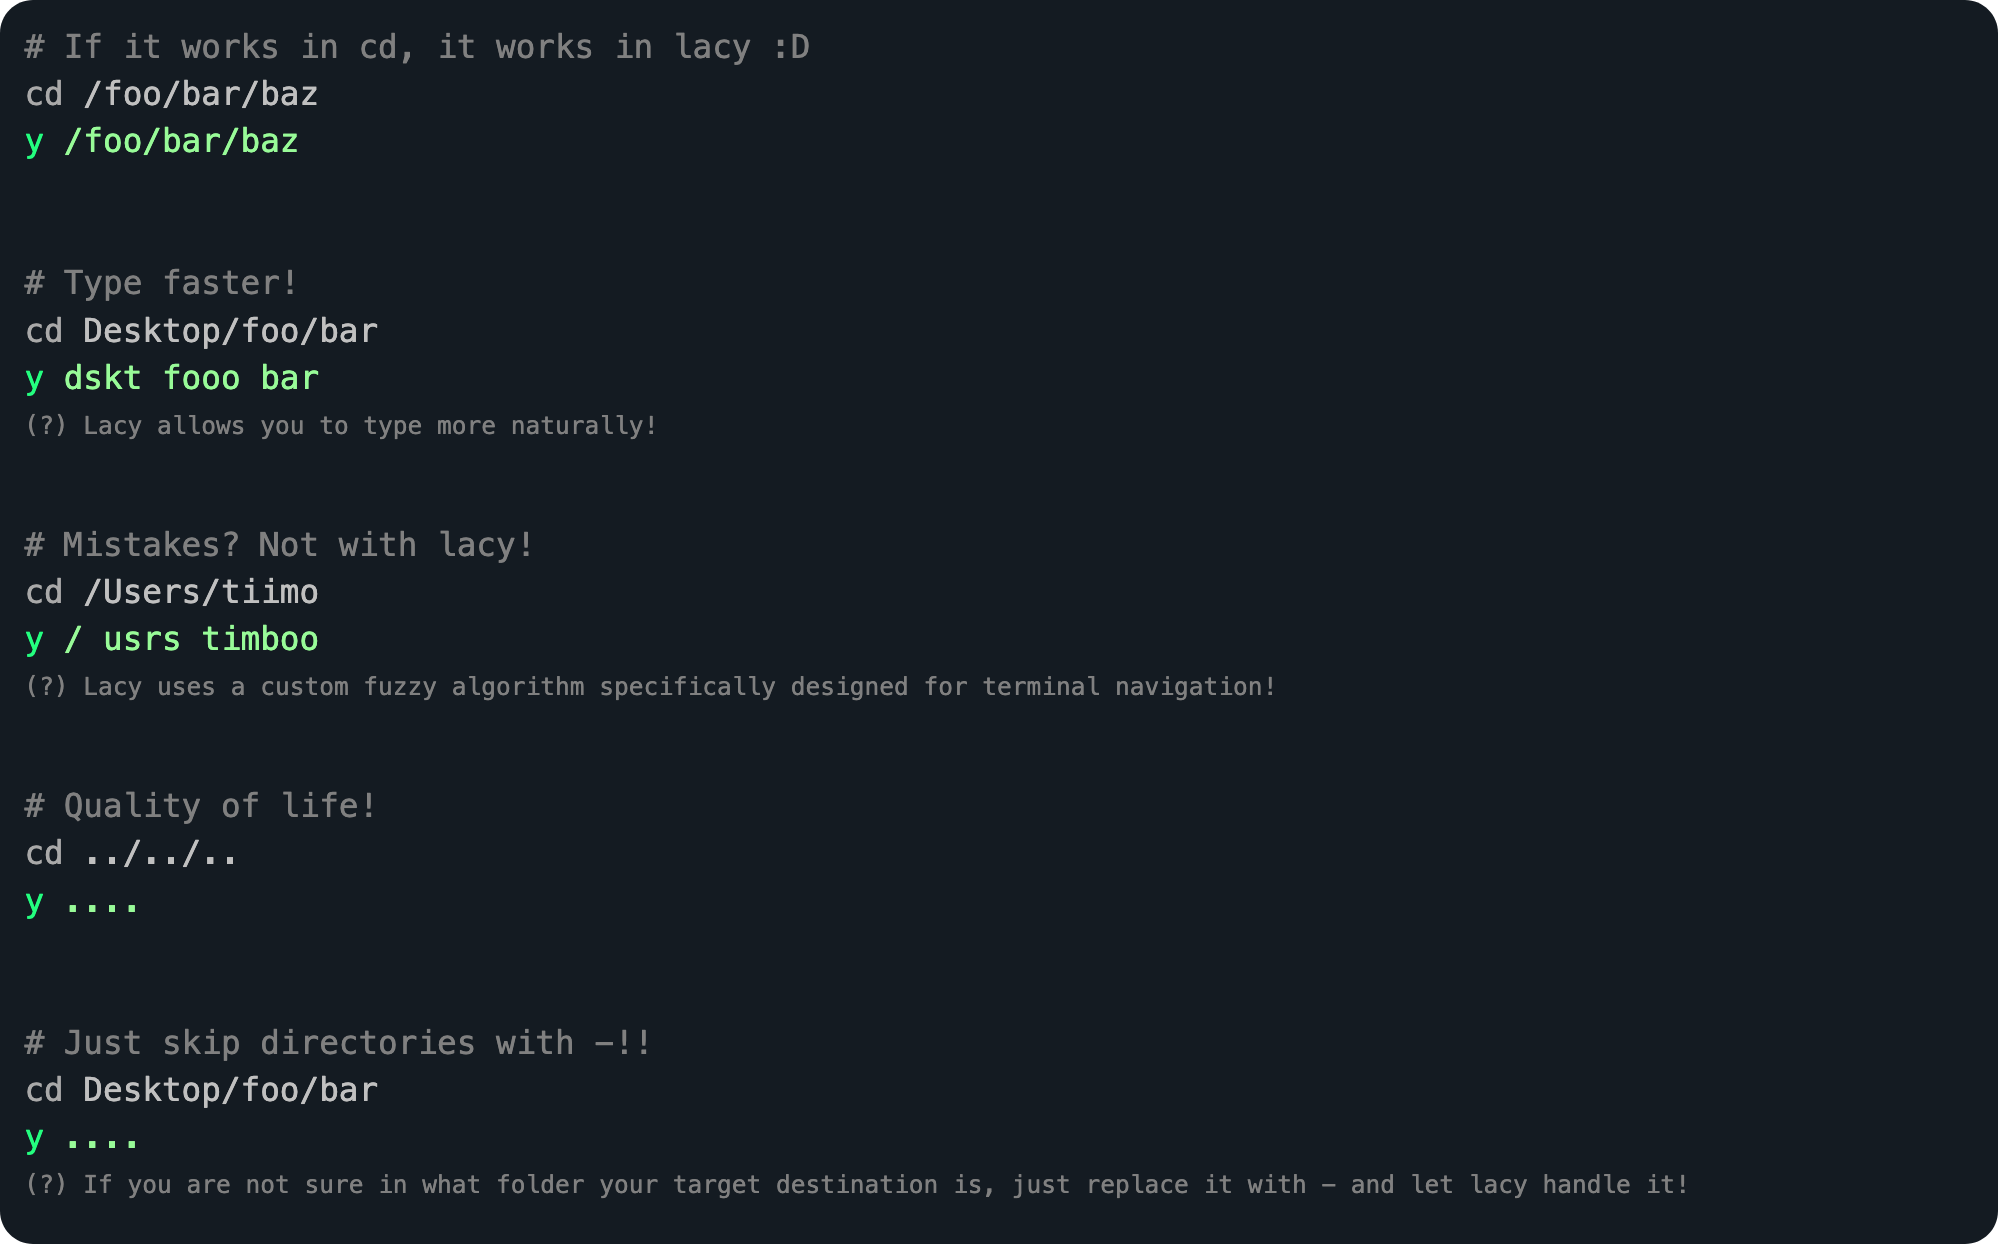 # If it works in cd, it works in lacy :D
cd /foo/bar/baz
y /foo/bar/baz
# Type faster!
cd Desktop/foo/bar
y dskt fooo bar
(?) Lacy allows you to type more naturally!
# Mistakes? Not with lacy!
cd /Users/tiimo
y / usrs timboo
(?) Lacy uses a custom fuzzy algorithm specifically designed for terminal navigation!
# Quality of life!
cd ../../..
y ....
# Just skip directories with -!!
cd Desktop/foo/bar
y ....
(?) If you are not sure in what folder your target destination is, just replace it with - and let lacy handle it!